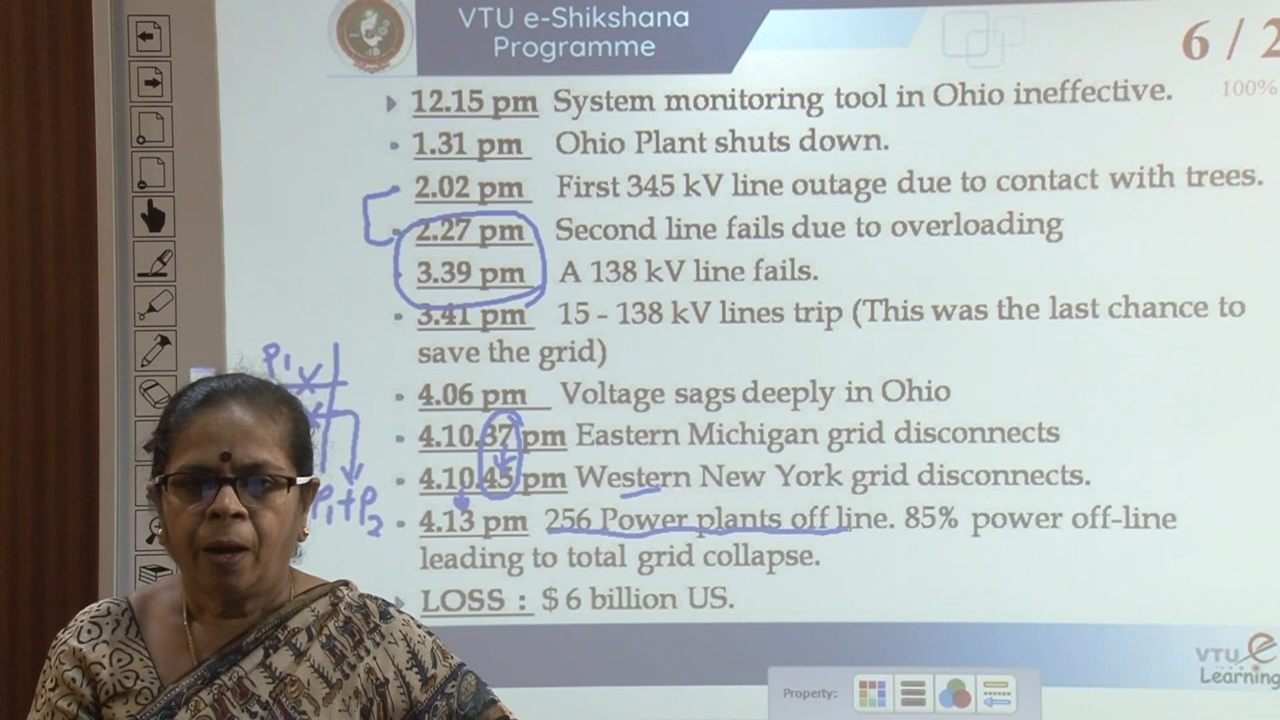 VTU e-Shikshana
Programme
6 / 2
100%
12.15 pm System monitoring tool in Ohio ineffective.
1.31 pm Ohio Plant shuts down.
2.02 pm First 345 kV line outage due to contact with trees.
2.27 pm Second line fails due to overloading
3.39 pm A 138 kV line fails.
3.41 pm 15 - 138 kV lines trip (This was the last chance to
save the grid)
P1
4.06 pm Voltage sags deeply in Ohio
4.10.37 pm Eastern Michigan grid disconnects
4.10.45 pm Western New York grid disconnects.
P1+P2
4.13 pm 256 Power plants off line. 85% power off-line
leading to total grid collapse.
LOSS : $ 6 billion US.
VTU e
Learning
Property: